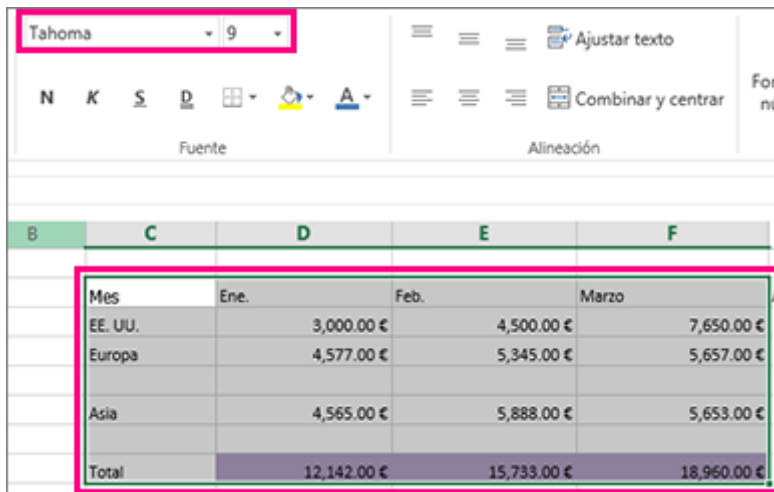 Tahoma 9
Ajustar texto
N K S D A Combinar y centrar
Fuente Alineación
B C D E F
Mes Ene. Feb. Marzo
EE. UU. 3,000.00 € 4,500.00 € 7,650.00 €
Europa 4,577.00 € 5,345.00 € 5,657.00 €
Asia 4,565.00 € 5,888.00 € 5,653.00 €
Total 12,142.00 € 15,733.00 € 18,960.00 €